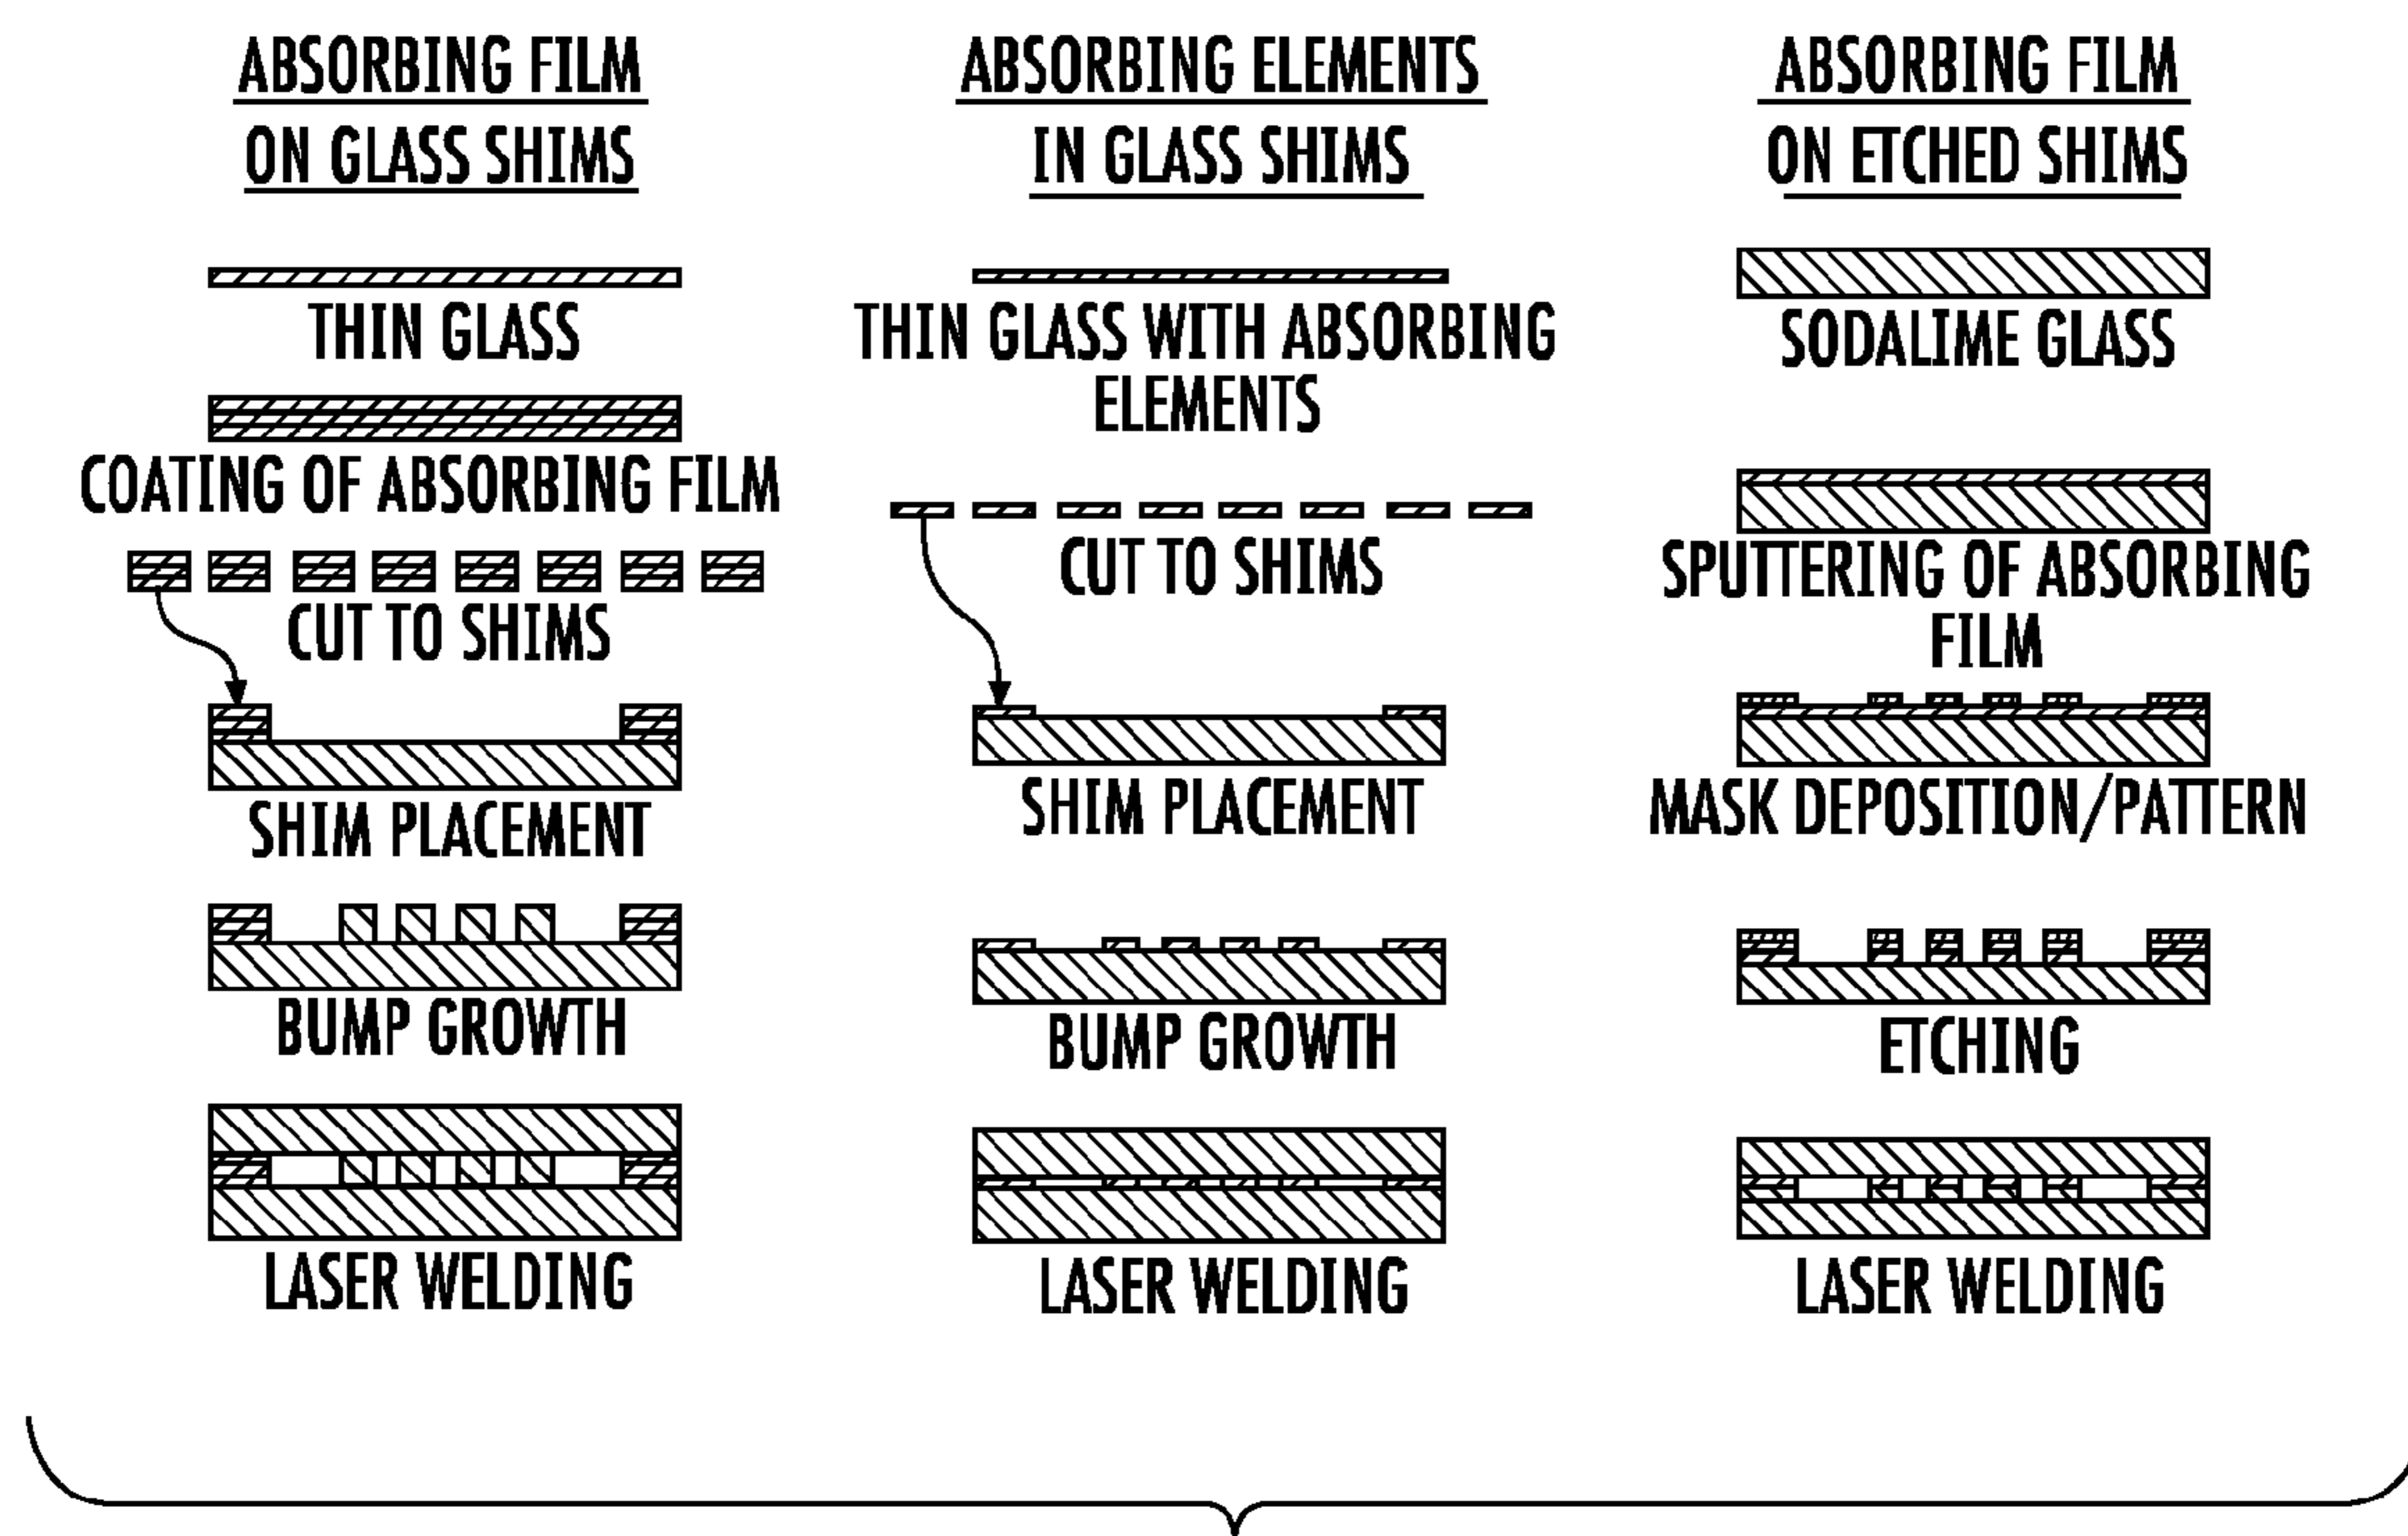 ABSORBING FILM
ON GLASS SHIMS
THIN GLASS
COATING OF ABSORBING FILM
CUT TO SHIMS
SHIM PLACEMENT
BUMP GROWTH
LASER WELDING
ABSORBING ELEMENTS
IN GLASS SHIMS
THIN GLASS WITH ABSORBING
ELEMENTS
CUT TO SHIMS
SHIM PLACEMENT
BUMP GROWTH
LASER WELDING
ABSORBING FILM
ON ETCHED SHIMS
SODALIME GLASS
SPUTTERING OF ABSORBING
FILM
MASK DEPOSITION/PATTERN
ETCHING
LASER WELDING